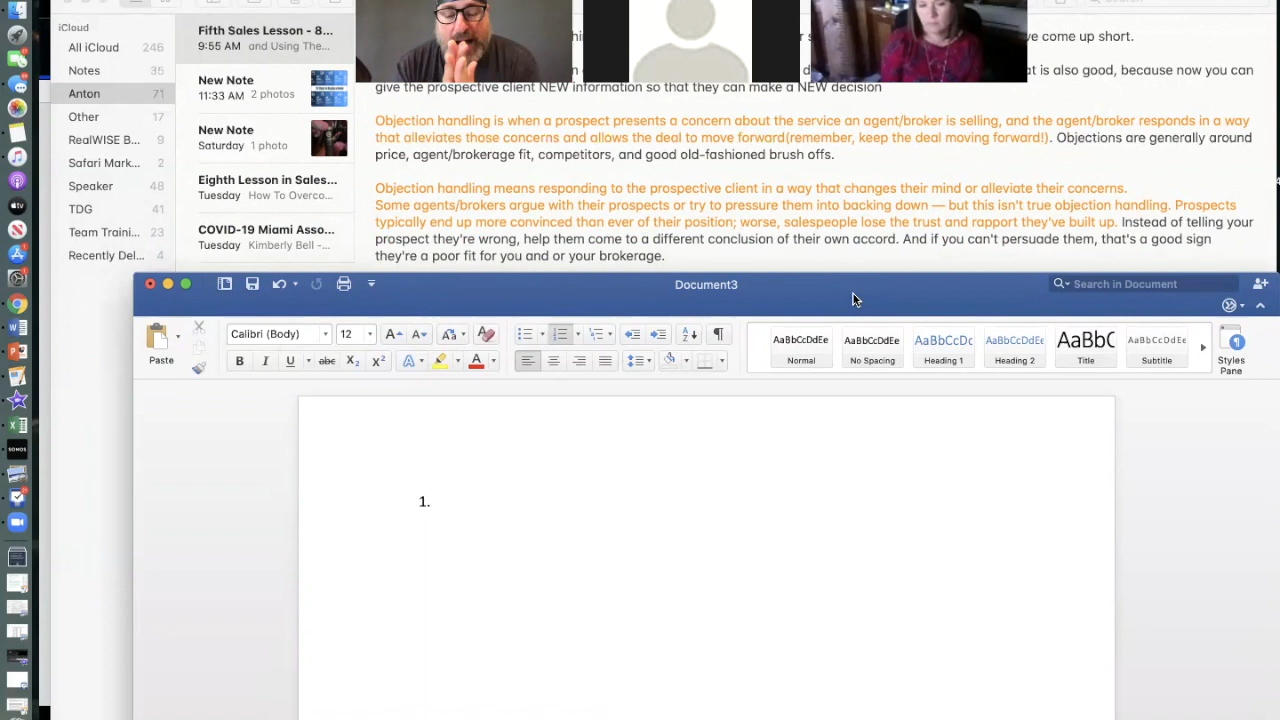 iCloud
All iCloud 246
Notes 35
Anton 71
Other 17
RealWISE B... 9
Safari Mark... 2
Speaker 48
TDG 41
Team Traini... 23
Recently Del... 4
Fifth Sales Lesson - 8...
9:55 AM and Using The...
New Note
11:33 AM 2 photos
New Note
Saturday 1 photo
Eighth Lesson in Sales...
Tuesday How To Overco...
COVID-19 Miami Asso...
Tuesday Kimberly Bell -...
Search
come up short.
is also good, because now you can
give the prospective client NEW information so that they can make a NEW decision
Objection handling is when a prospect presents a concern about the service an agent/broker is selling, and the agent/broker responds in a way
that alleviates those concerns and allows the deal to move forward(remember, keep the deal moving forward!). Objections are generally around
price, agent/brokerage fit, competitors, and good old-fashioned brush offs.
Objection handling means responding to the prospective client in a way that changes their mind or alleviate their concerns.
Some agents/brokers argue with their prospects or try to pressure them into backing down — but this isn't true objection handling. Prospects
typically end up more convinced than ever of their position; worse, salespeople lose the trust and rapport they've built up. Instead of telling your
prospect they're wrong, help them come to a different conclusion of their own accord. And if you can't persuade them, that's a good sign
they're a poor fit for you and or your brokerage.
Document3
Search in Document
Paste
Calibri (Body) 12
AaBbCcDdEe AaBbCcDdEe AaBbCcDc AaBbCcDdEe AaBbC AaBbCcDdEe
Normal No Spacing Heading 1 Heading 2 Title Subtitle
Styles
Pane
1.
SONOS